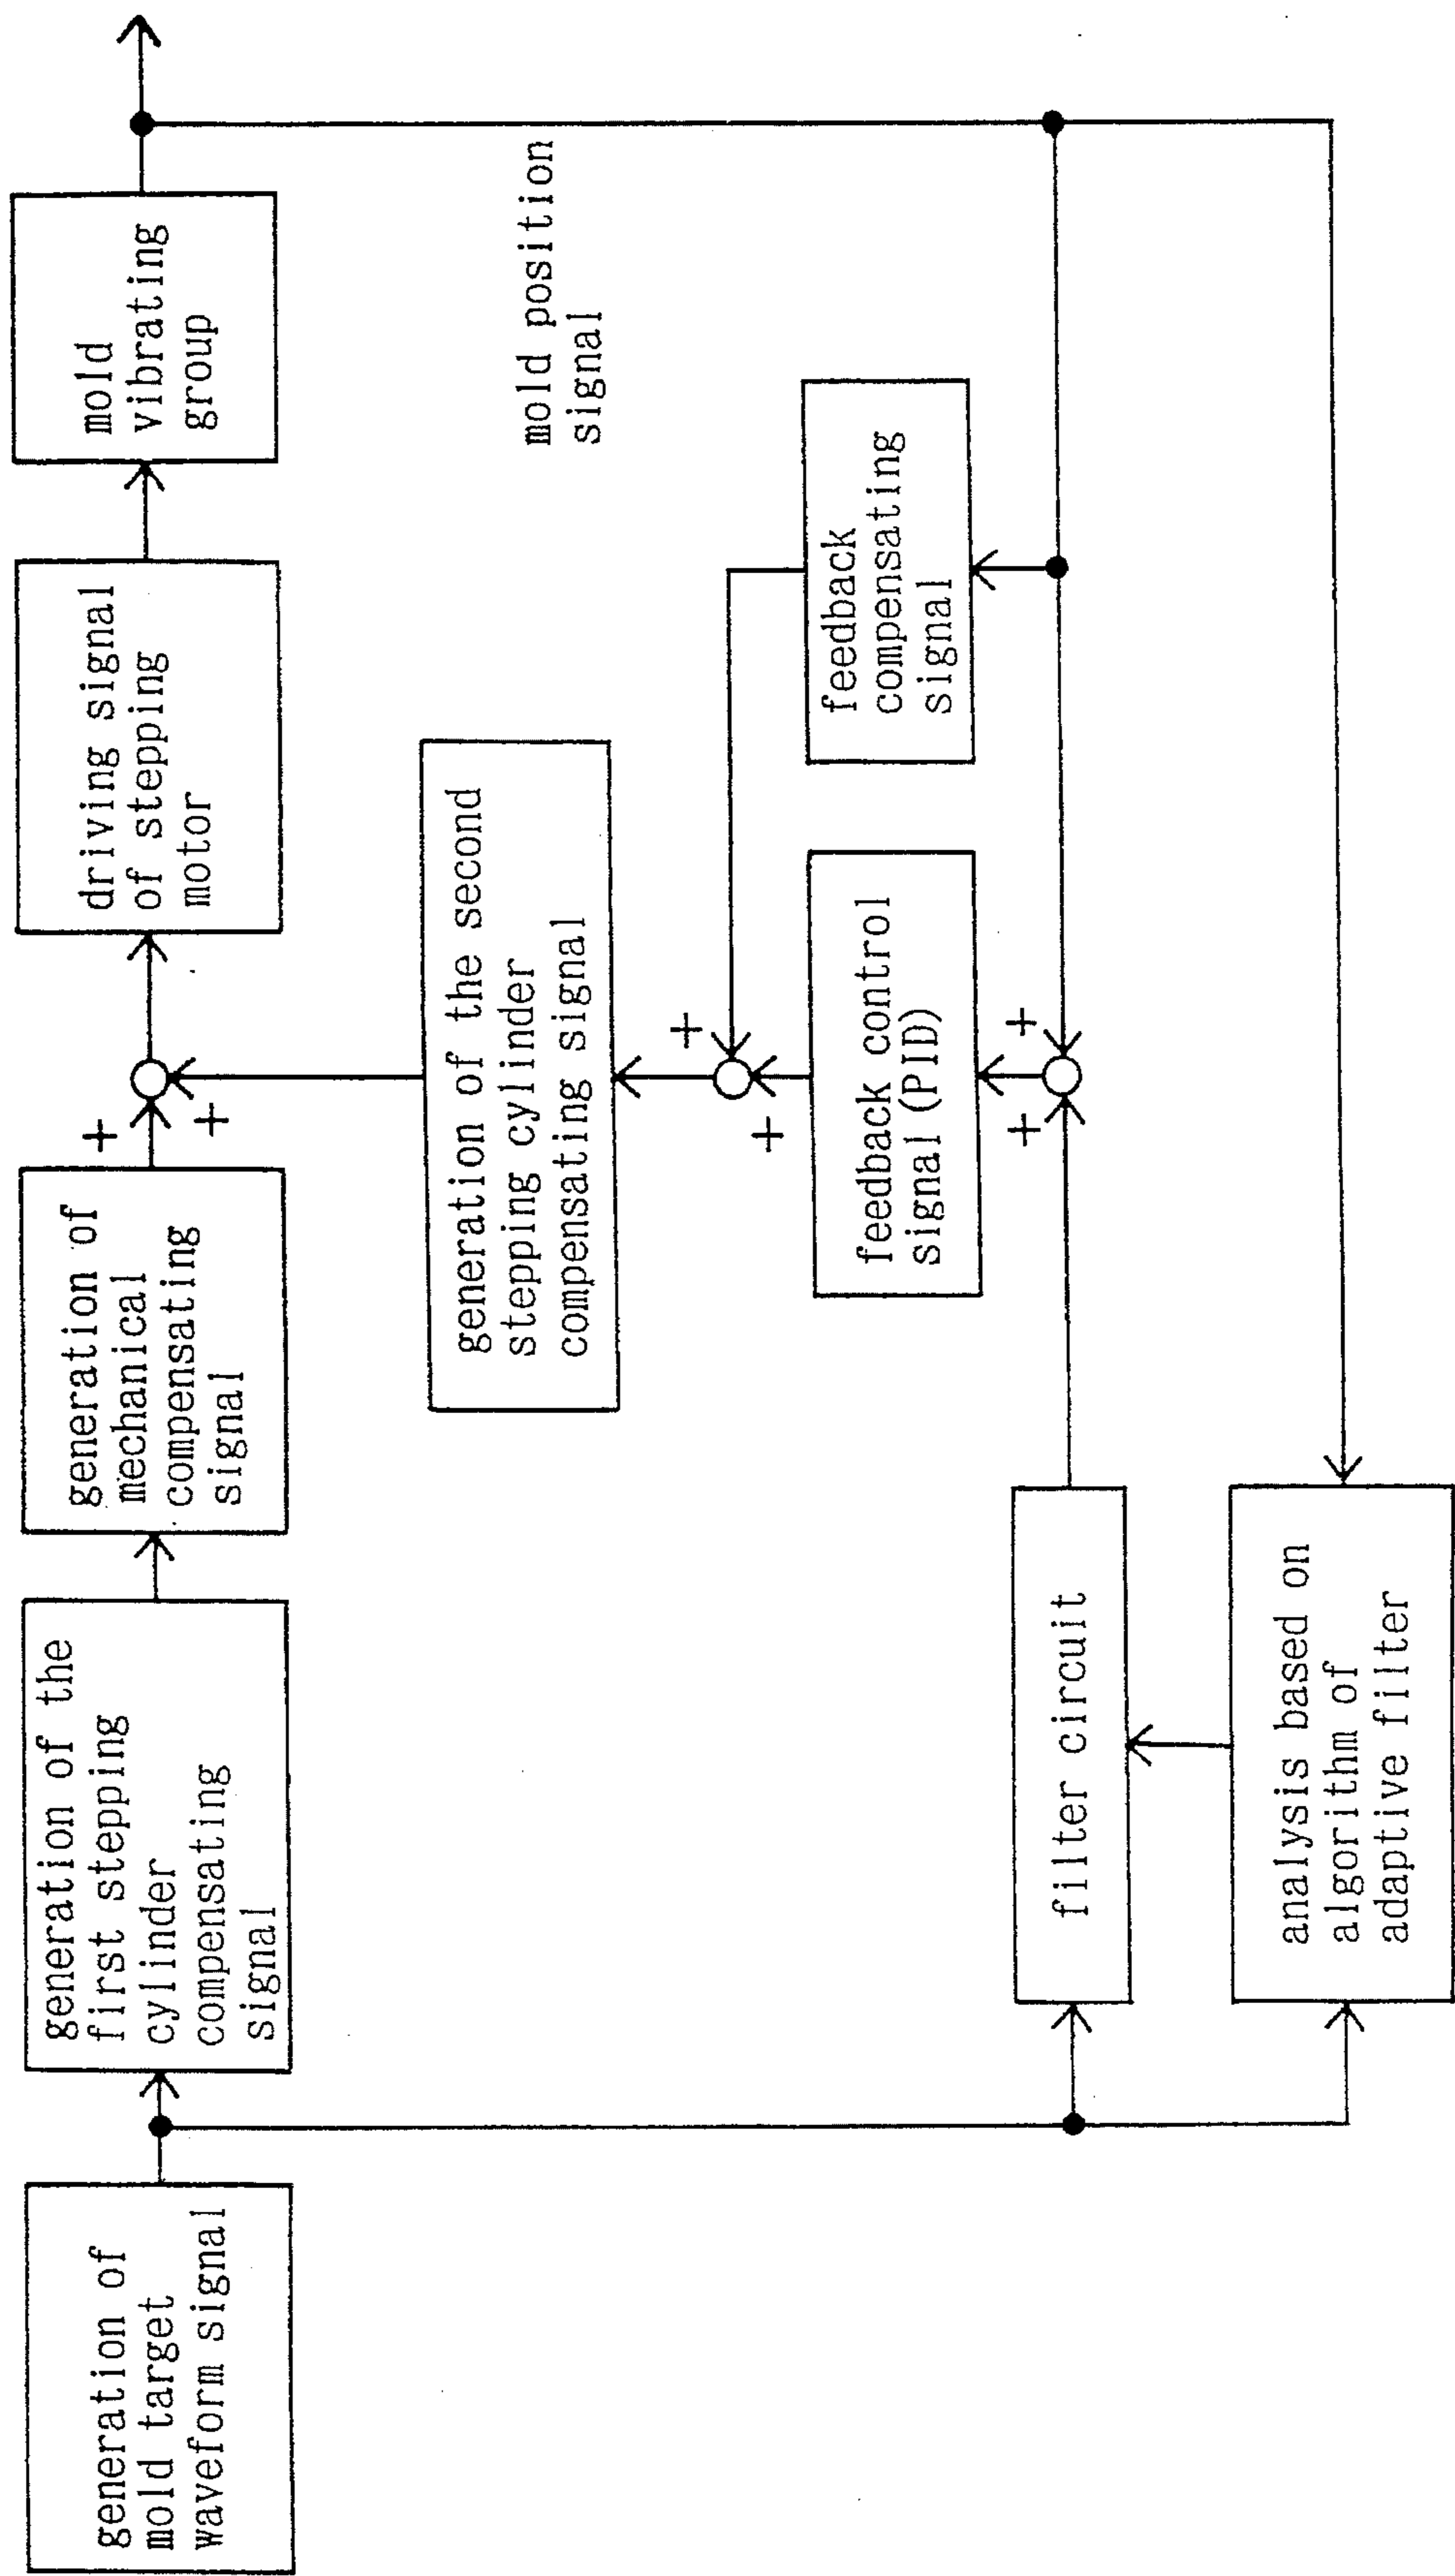 generation of
mold target
waveform signal
generation of the
first stepping
cylinder
compensating
signal
generation of
mechanical
compensating
signal
+
+
driving signal
of stepping
motor
mold
vibrating
group
mold position
signal
generation of the second
stepping cylinder
compensating signal
+
+
feedback control
signal (PID)
feedback
compensating
signal
+
+
filter circuit
analysis based on
algorithm of
adaptive filter